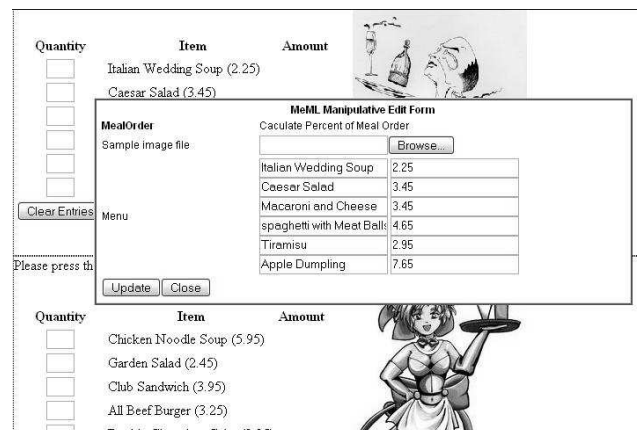 Quantity Item Amount
Italian Wedding Soup (2.25)
Caesar Salad (3.45)
MeML Manipulative Edit Form
MealOrder Caculate Percent of Meal Order
Sample image file Browse...
Menu
Italian Wedding Soup 2.25
Caesar Salad 3.45
Macaroni and Cheese 3.45
spaghetti with Meat Balls 4.65
Tiramisu 2.95
Apple Dumpling 7.65
Update Close
Clear Entries
Please press th
Quantity Item Amount
Chicken Noodle Soup (5.95)
Garden Salad (2.45)
Club Sandwich (3.95)
All Beef Burger (3.25)